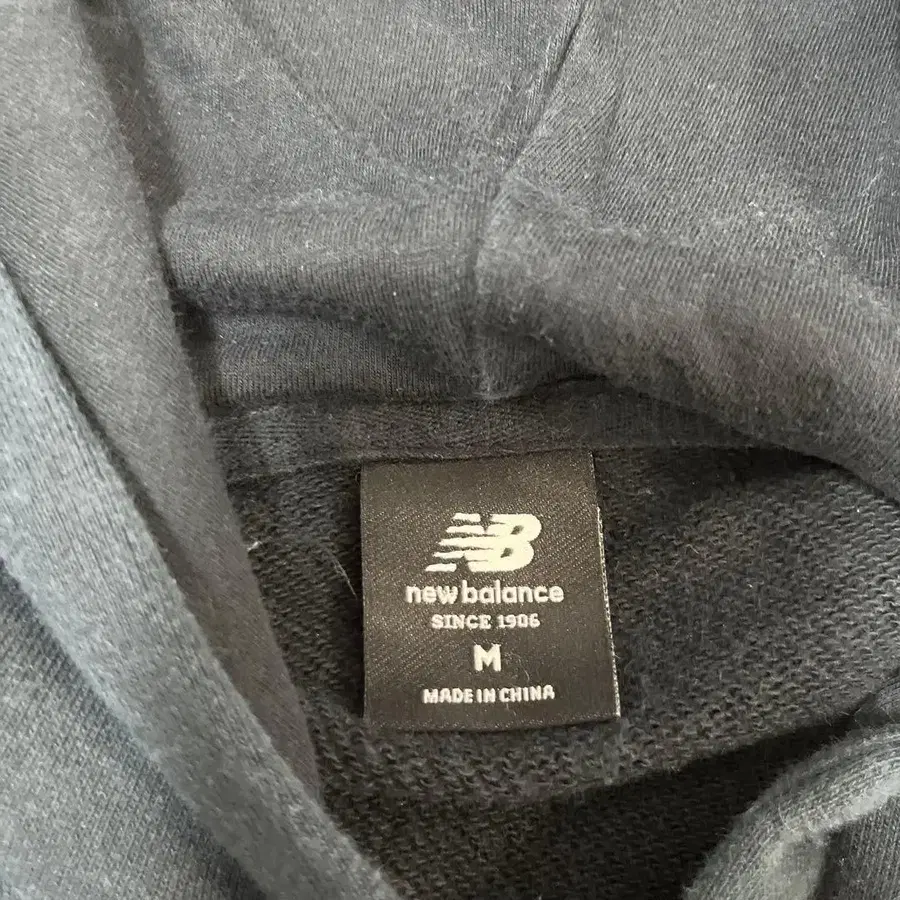 NB
new balance
SINCE 1906
M
MADE IN CHINA